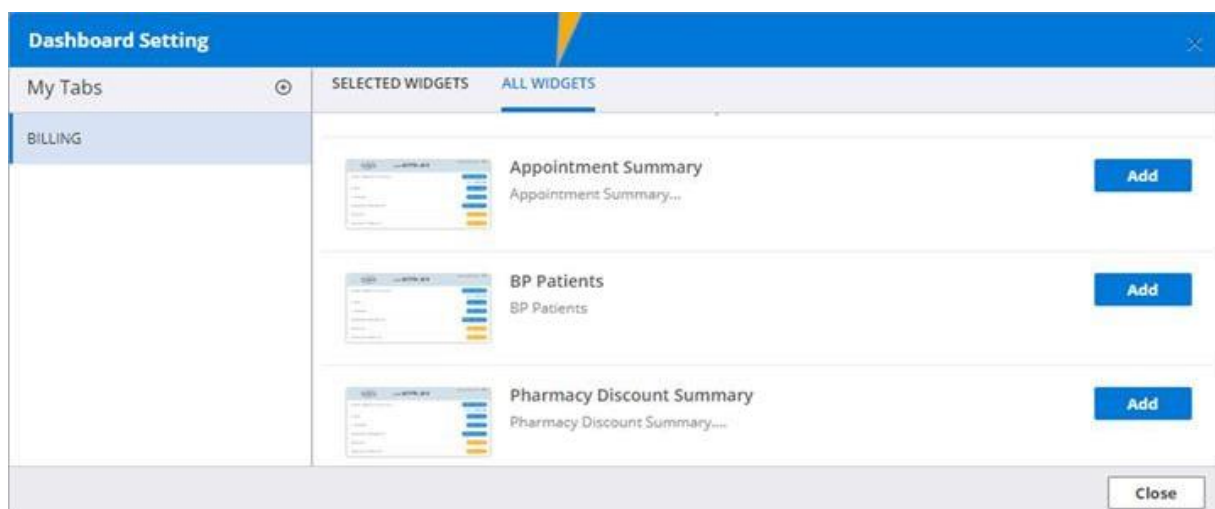 Dashboard Setting
My Tabs
SELECTED WIDGETS
ALL WIDGETS
BILLING
Appointment Summary
Appointment Summary...
Add
BP Patients
BP Patients
Add
Pharmacy Discount Summary
Pharmacy Discount Summary....
Add
Close